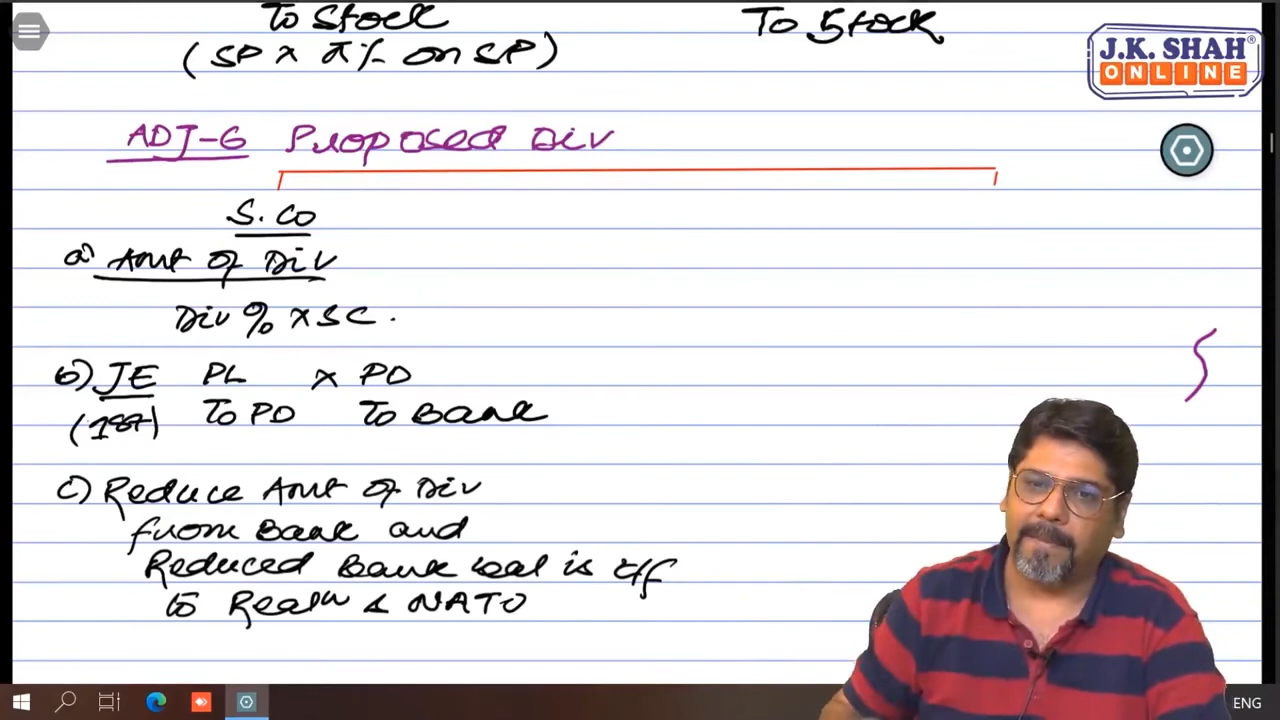 To Stock
(SP x π% on SP)
To Stock
J.K. SHAH®
ONLINE
ADJ-6 Proposed Div
S. Co
a) Amt of Div
Div % x SC.
b) JE PL x PD
(1st) To PD To Bank
c) Reduce Amt of Div
from Bank and
Reduced Bank bal is t/f
to Realn & NATO
ENG